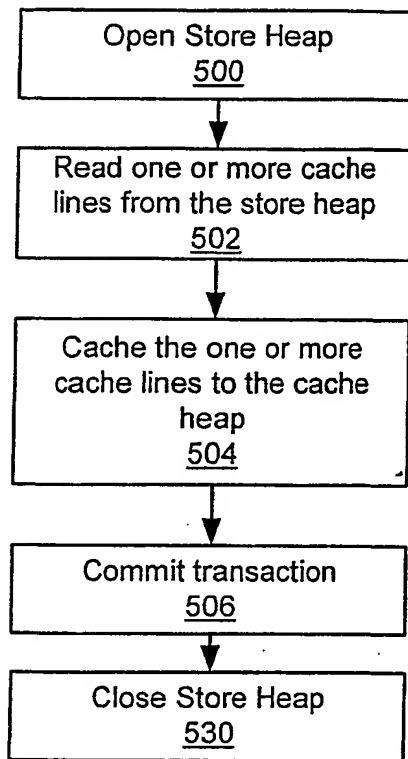 Open Store Heap
500
Read one or more cache
lines from the store heap
502
Cache the one or more
cache lines to the cache
heap
504
Commit transaction
506
Close Store Heap
530